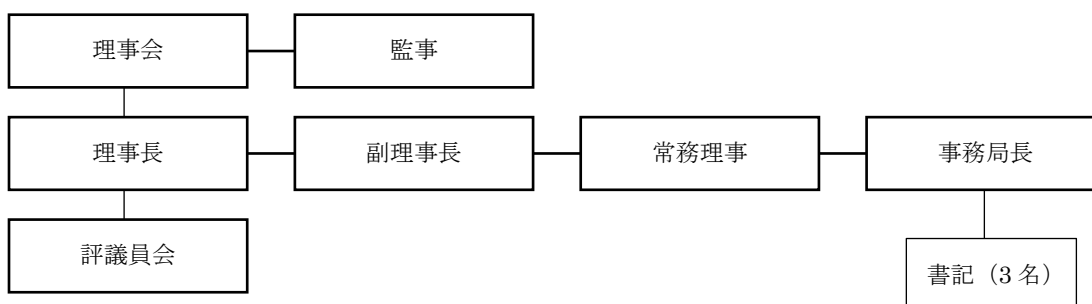 理事会
監事
理事長
副理事長
常務理事
事務局長
評議員会
書記（3 名）